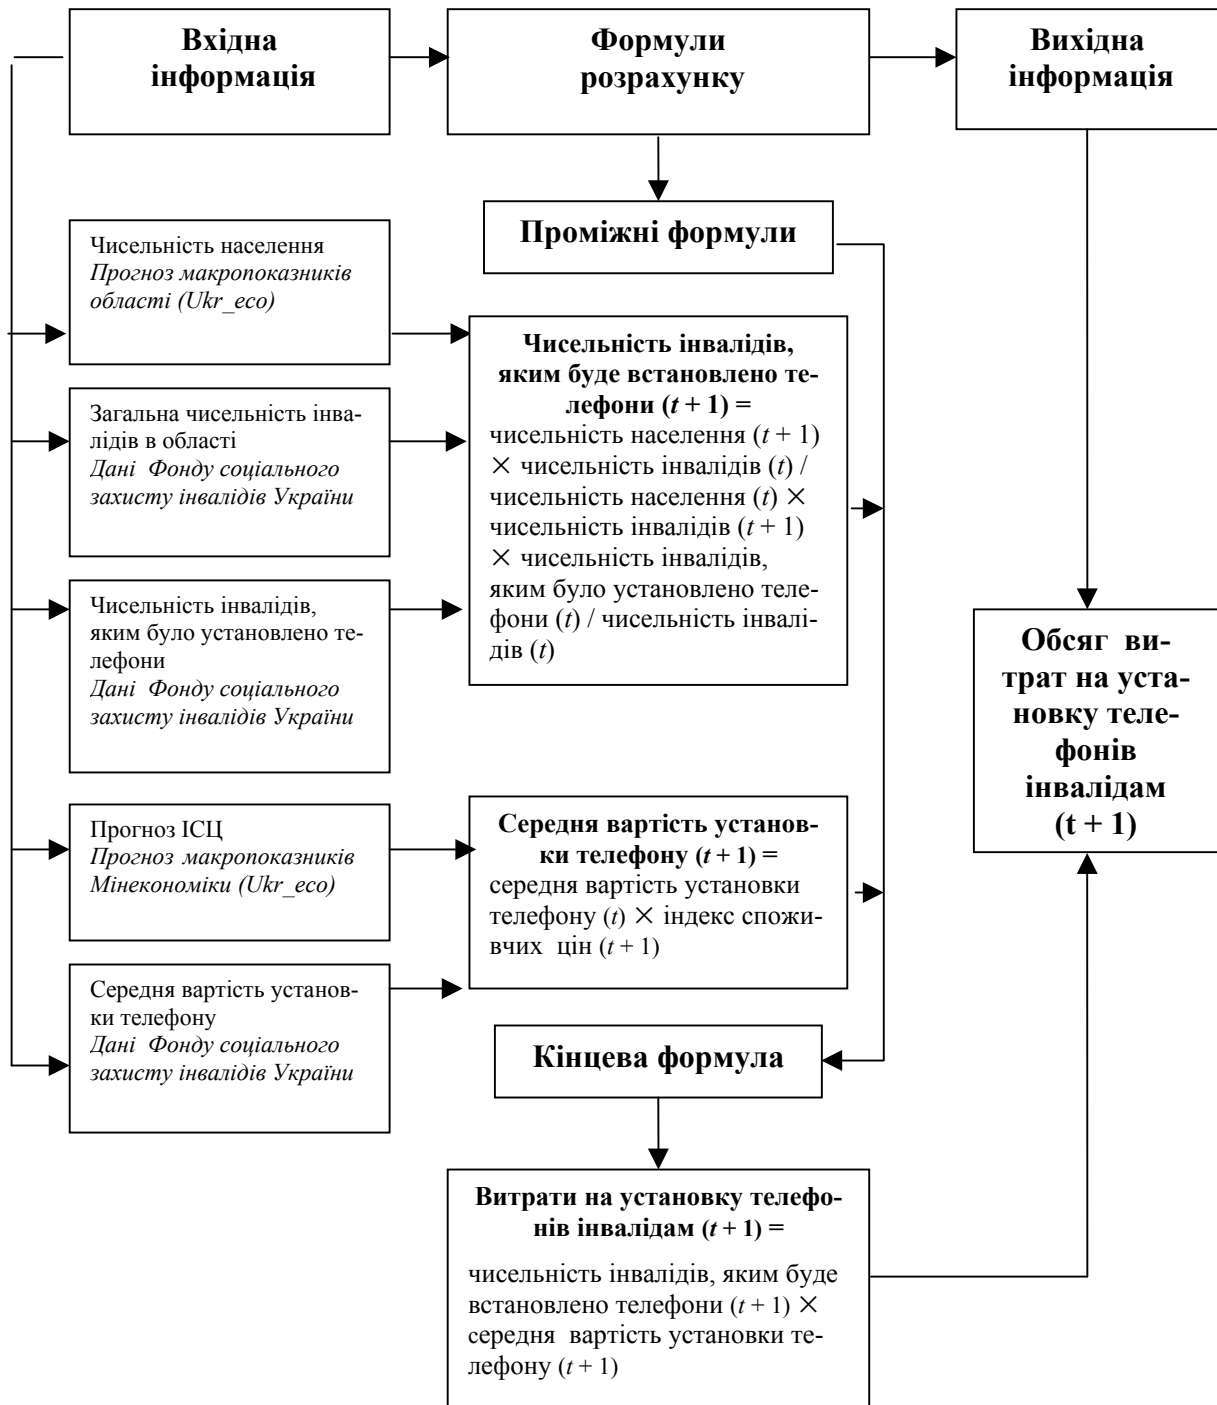 Вхідна
інформація
Формули
розрахунку
Вихідна
інформація
Проміжні формули
Чисельність населення
Прогноз макропоказників
області (Ukr_eco)
Загальна чисельність інва-
лідів в області
Дані Фонду соціального
захисту інвалідів України
Чисельність інвалідів,
яким було установлено те-
лефони
Дані Фонду соціального
захисту інвалідів України
Прогноз ІСЦ
Прогноз макропоказників
Мінекономіки (Ukr_eco)
Середня вартість установ-
ки телефону
Дані Фонду соціального
захисту інвалідів України
Чисельність інвалідів,
яким буде встановлено те-
лефони (t + 1) =
чисельність населення (t + 1)
× чисельність інвалідів (t) /
чисельність населення (t) ×
чисельність інвалідів (t + 1)
× чисельність інвалідів,
яким було установлено теле-
фони (t) / чисельність інвалі-
дів (t)
Середня вартість установ-
ки телефону (t + 1) =
середня вартість установки
телефону (t) × індекс спожи-
вчих цін (t + 1)
Кінцева формула
Витрати на установку телефо-
нів інвалідам (t + 1) =
чисельність інвалідів, яким буде
встановлено телефони (t + 1) ×
середня вартість установки те-
лефону (t + 1)
Обсяг ви-
трат на уста-
новку теле-
фонів
інвалідам
(t + 1)